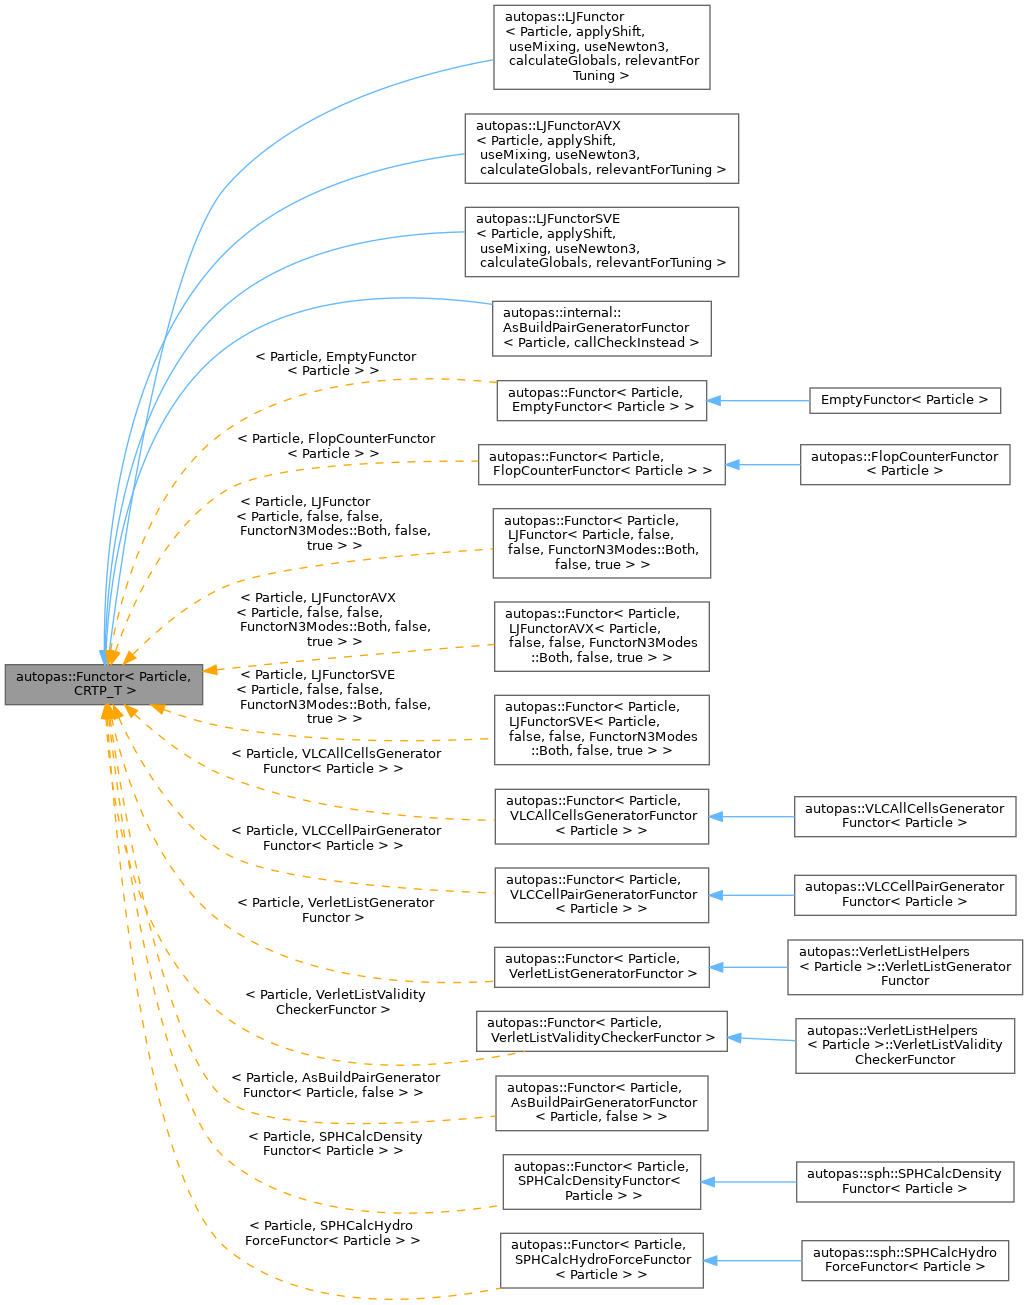 autopas::LJFunctor
< Particle, applyShift,
useMixing, useNewton3,
calculateGlobals, relevantFor
Tuning >
autopas::LJFunctorAVX
< Particle, applyShift,
useMixing, useNewton3,
calculateGlobals, relevantForTuning >
autopas::LJFunctorSVE
< Particle, applyShift,
useMixing, useNewton3,
calculateGlobals, relevantForTuning >
autopas::internal::
AsBuildPairGeneratorFunctor
< Particle, callCheckInstead >
< Particle, EmptyFunctor
< Particle > >
autopas::Functor< Particle,
EmptyFunctor< Particle > >
EmptyFunctor< Particle >
< Particle, FlopCounterFunctor
< Particle > >
autopas::Functor< Particle,
FlopCounterFunctor< Particle > >
autopas::FlopCounterFunctor
< Particle >
< Particle, LJFunctor
< Particle, false, false,
FunctorN3Modes::Both, false,
true > >
autopas::Functor< Particle,
LJFunctor< Particle, false,
false, FunctorN3Modes::Both,
false, true > >
< Particle, LJFunctorAVX
< Particle, false, false,
FunctorN3Modes::Both, false,
true > >
autopas::Functor< Particle,
LJFunctorAVX< Particle,
false, false, FunctorN3Modes
::Both, false, true > >
autopas::Functor< Particle,
CRTP_T >
< Particle, LJFunctorSVE
< Particle, false, false,
FunctorN3Modes::Both, false,
true > >
autopas::Functor< Particle,
LJFunctorSVE< Particle,
false, false, FunctorN3Modes
::Both, false, true > >
< Particle, VLCAllCellsGenerator
Functor< Particle > >
autopas::Functor< Particle,
VLCAllCellsGeneratorFunctor
< Particle > >
autopas::VLCAllCellsGenerator
Functor< Particle >
< Particle, VLCCellPairGenerator
Functor< Particle > >
autopas::Functor< Particle,
VLCCellPairGeneratorFunctor
< Particle > >
autopas::VLCCellPairGenerator
Functor< Particle >
< Particle, VerletListGenerator
Functor >
autopas::Functor< Particle,
VerletListGeneratorFunctor >
autopas::VerletListHelpers
< Particle >::VerletListGenerator
Functor
< Particle, VerletListValidity
CheckerFunctor >
autopas::Functor< Particle,
VerletListValidityCheckerFunctor >
autopas::VerletListHelpers
< Particle >::VerletListValidity
CheckerFunctor
< Particle, AsBuildPairGenerator
Functor< Particle, false > >
autopas::Functor< Particle,
AsBuildPairGeneratorFunctor
< Particle, false > >
< Particle, SPHCalcDensity
Functor< Particle > >
autopas::Functor< Particle,
SPHCalcDensityFunctor<
Particle > >
autopas::sph::SPHCalcDensity
Functor< Particle >
< Particle, SPHCalcHydro
ForceFunctor< Particle > >
autopas::Functor< Particle,
SPHCalcHydroForceFunctor
< Particle > >
autopas::sph::SPHCalcHydro
ForceFunctor< Particle >